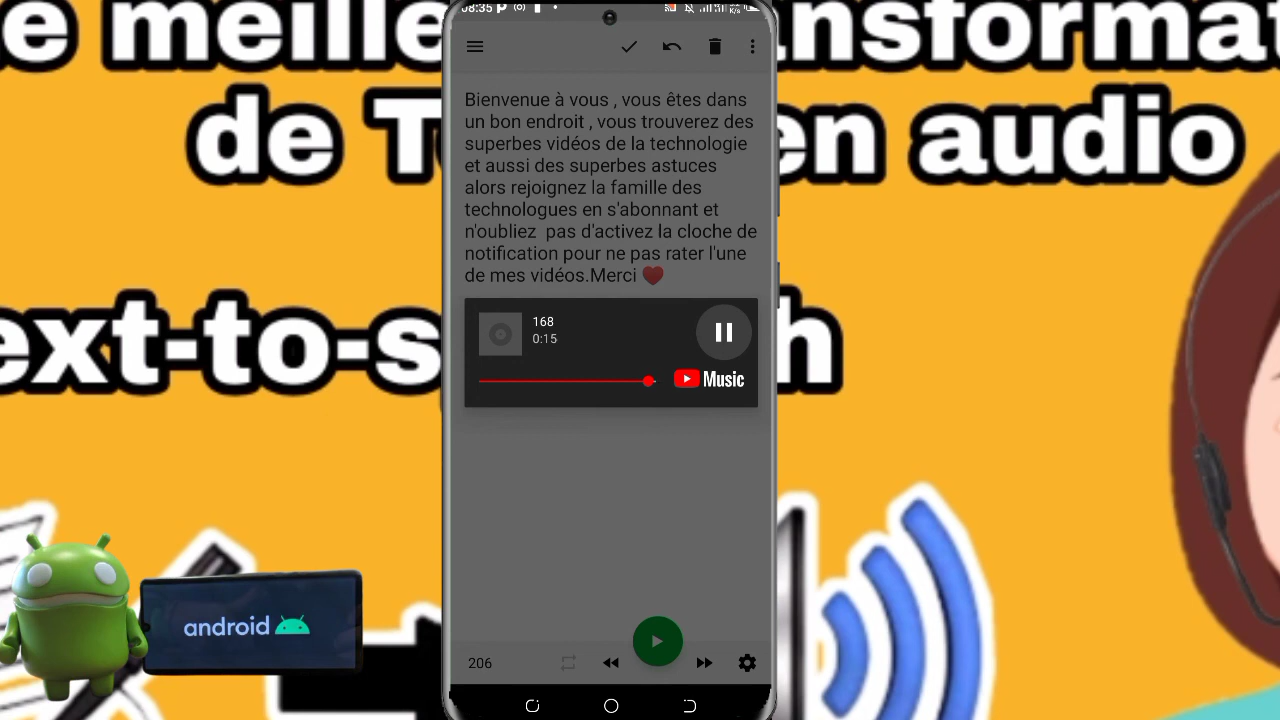 e meille
nsformat
de T
en audio
ext-to-s
h
08:35
K/s
Bienvenue à vous , vous êtes dans
un bon endroit , vous trouverez des
superbes vidéos de la technologie
et aussi des superbes astuces
alors rejoignez la famille des
technologues en s'abonnant et
n'oubliez  pas d'activez la cloche de
notification pour ne pas rater l'une
de mes vidéos.Merci ❤️
168
0:15
Music
206
android